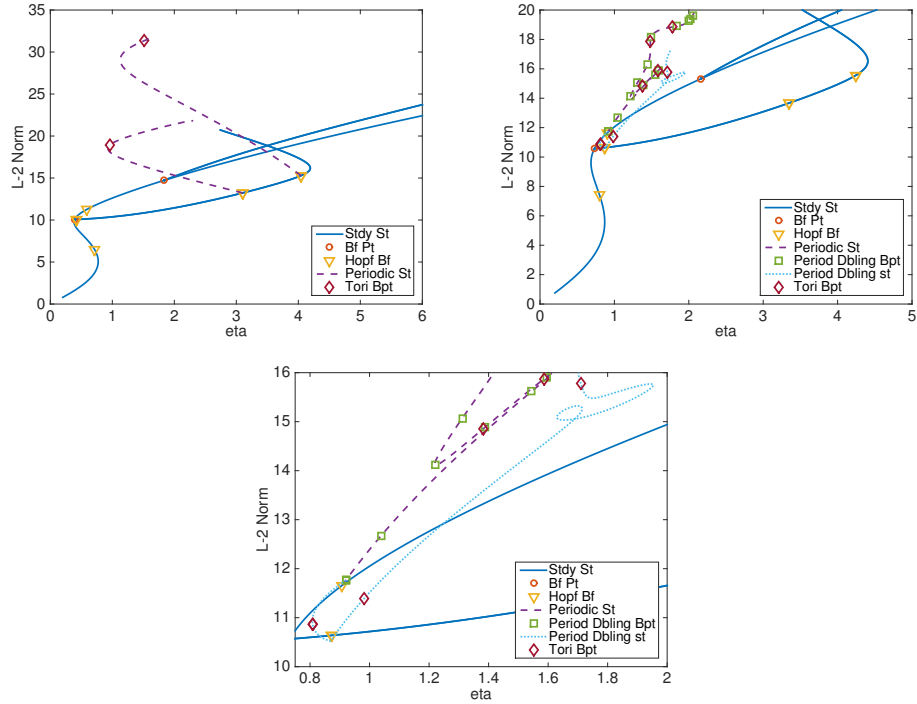 35
30
25
20
15
10
5
0
L-2 Norm
0 1 2 3 4 5 6
eta
Stdy St
Bf Pt
Hopf Bf
Periodic St
Tori Bpt
20
18
16
14
12
10
8
6
4
2
0
L-2 Norm
0 1 2 3 4 5
eta
Stdy St
Bf Pt
Hopf Bf
Periodic St
Period Dbling Bpt
Period Dbling st
Tori Bpt
16
15
14
13
12
11
10
L-2 Norm
0.8 1 1.2 1.4 1.6 1.8 2
eta
Stdy St
Bf Pt
Hopf Bf
Periodic St
Period Dbling Bpt
Period Dbling st
Tori Bpt